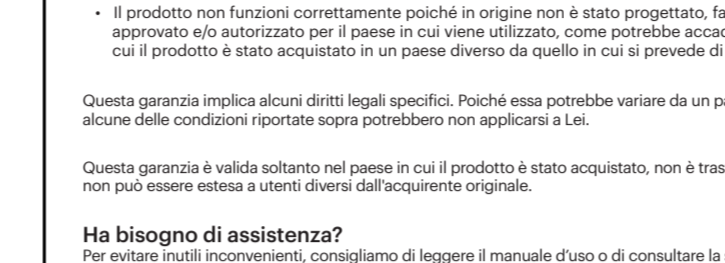 • Il prodotto non funzioni correttamente poiché in origine non è stato progettato,
approvato e/o autorizzato per il paese in cui viene utilizzato, come potrebbe
cui il prodotto è stato acquistato in un paese diverso da quello in cui si prevede di
Questa garanzia implica alcuni diritti legali specifici. Poiché essa potrebbe variare da un
alcune delle condizioni riportate sopra potrebbero non applicarsi a Lei.
Questa garanzia è valida soltanto nel paese in cui il prodotto è stato acquistato, non è
non può essere estesa a utenti diversi dall'acquirente originale.
Ha bisogno di assistenza?
Per evitare inutili inconvenienti, consigliamo di leggere il manuale d'uso o di consultare la